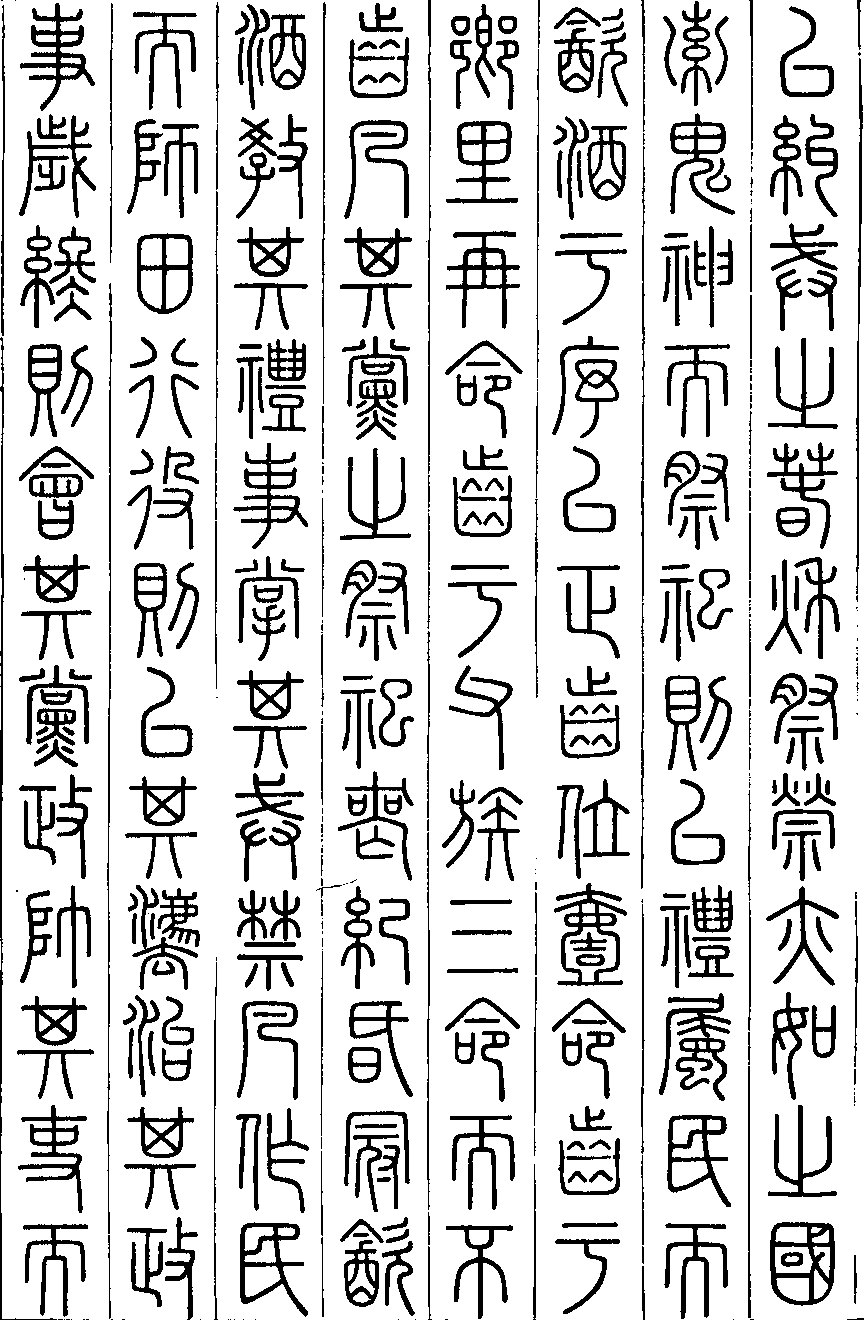 以糾戒之春秋祭禜亦如之國
索鬼神而祭祀則以禮屬民而
飲酒于序以正齒位壹命齒于
鄉里再命齒于父族三命而不
齒凡其黨之祭祀喪紀昏冠飲
酒教其禮事掌其戒禁凡作民
而師田行役則以其灋治其政
事歲終則會其黨政帥其吏而